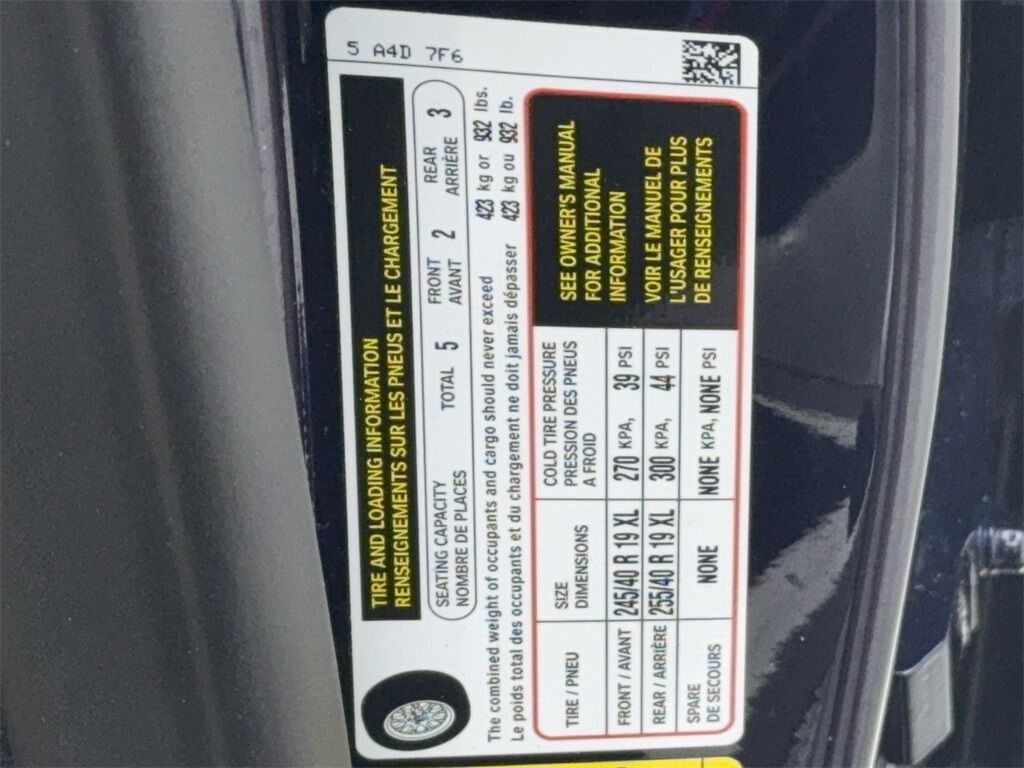 5 A4D 7F6
TIRE AND LOADING INFORMATION
RENSEIGNEMENTS SUR LES PNEUS ET LE CHARGEMENT
SEATING CAPACITY TOTAL 5 FRONT 2 REAR 3
NOMBRE DE PLACES AVANT ARRIÈRE
The combined weight of occupants and cargo should never exceed 423 kg or 932 lbs.
Le poids total des occupants et du chargement ne doit jamais dépasser 423 kg ou 932 lb.
TIRE / PNEU
SIZE
DIMENSIONS
COLD TIRE PRESSURE
PRESSION DES PNEUS
A FROID
FRONT / AVANT 245/40 R 19 XL 270 KPA, 39 PSI
REAR / ARRIÈRE 255/40 R 19 XL 300 KPA, 44 PSI
SPARE
DE SECOURS
NONE NONE KPA, NONE PSI
SEE OWNER'S MANUAL
FOR ADDITIONAL
INFORMATION
VOIR LE MANUEL DE
L'USAGER POUR PLUS
DE RENSEIGNEMENTS